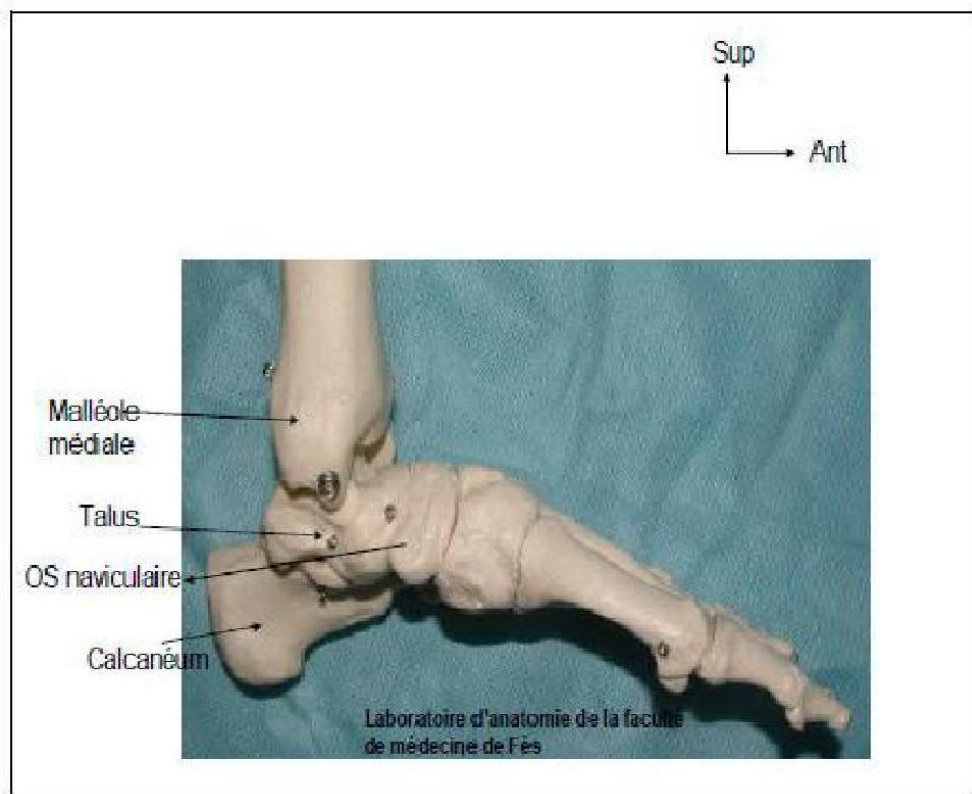 Sup
Ant
Malléole
médiale
Talus
OS naviculaire
Calcanéum
Laboratoire d'anatomie de la faculté
de médecine de Fès